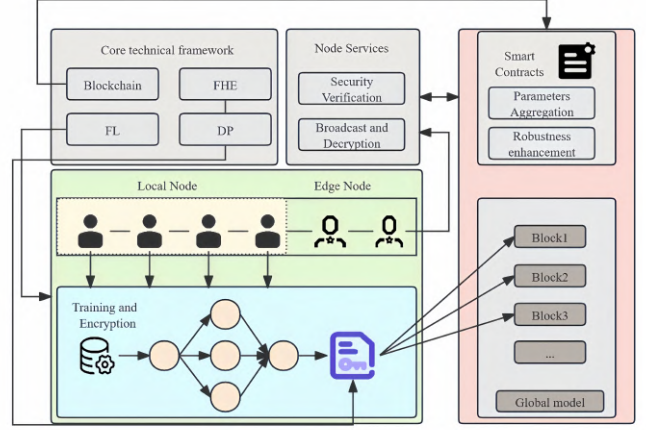 Core technical framework
Blockchain
FHE
FL
DP
Node Services
Security
Verification
Broadcast and
Decryption
Smart
Contracts
Parameters
Aggregation
Robustness
enhancement
Local Node
Edge Node
Training and
Encryption
Block1
Block2
Block3
...
Global model